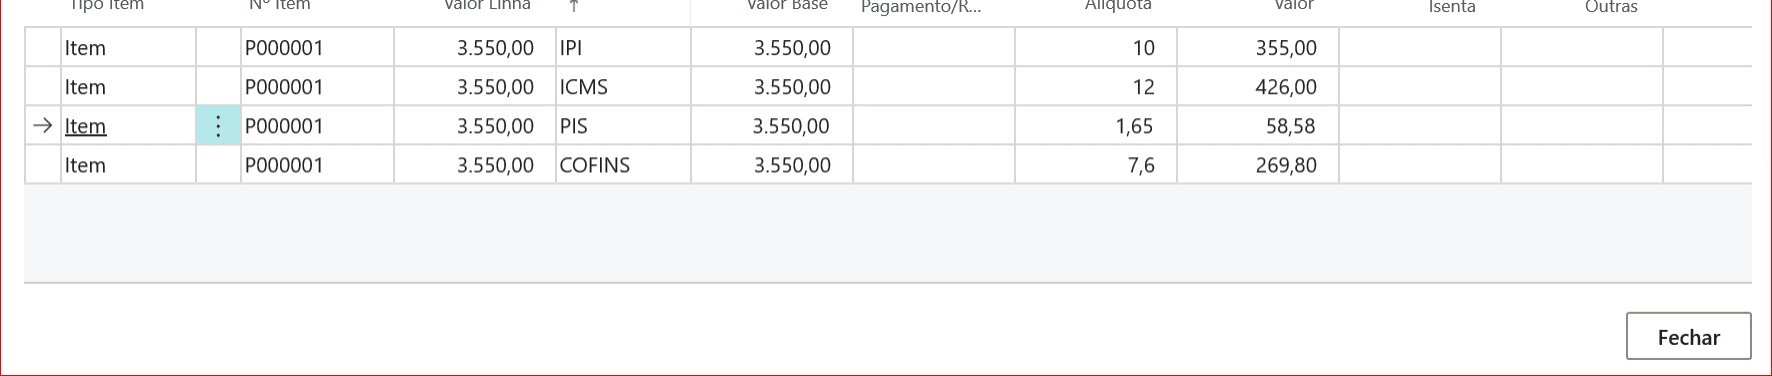 Tipo Item Nº Item Valor Linha ↑ Valor Base Pagamento/R... Alíquota Valor Isenta Outras
Item P000001 3.550,00 IPI 3.550,00 10 355,00
Item P000001 3.550,00 ICMS 3.550,00 12 426,00
→ Item ⋮ P000001 3.550,00 PIS 3.550,00 1,65 58,58
Item P000001 3.550,00 COFINS 3.550,00 7,6 269,80
Fechar